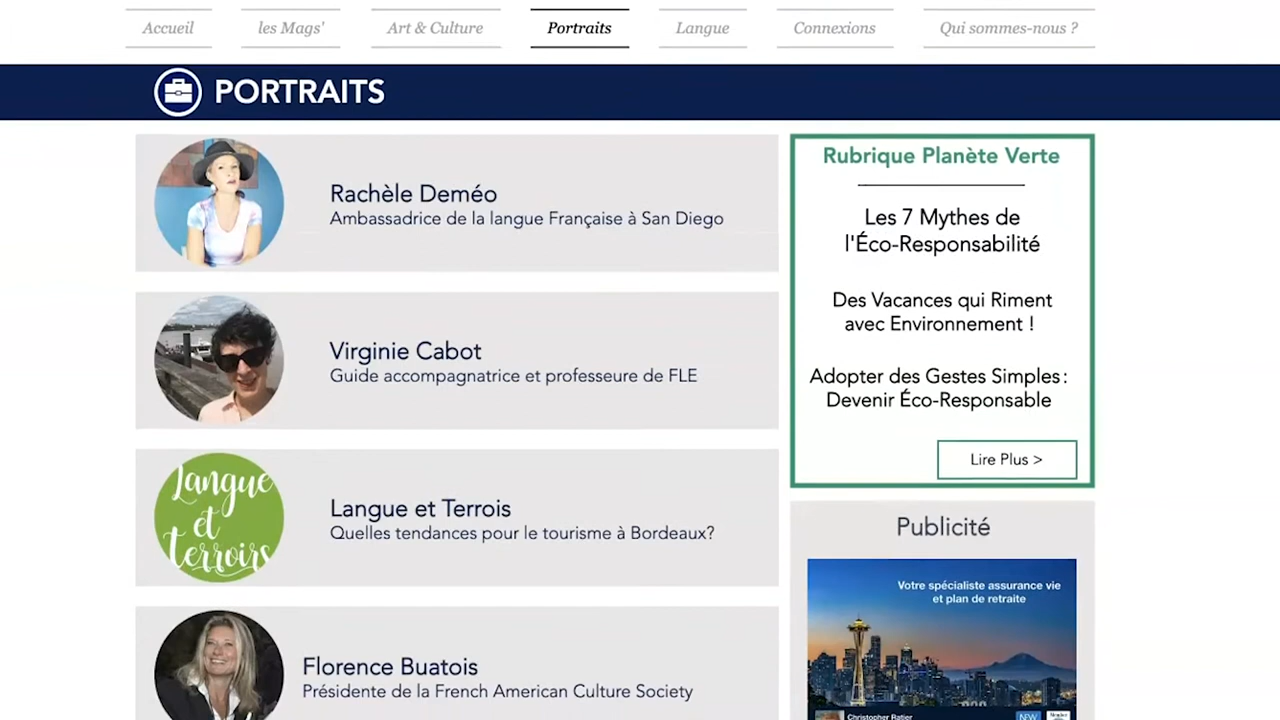 Accueil
les Mags'
Art & Culture
Portraits
Langue
Connexions
Qui sommes-nous ?
PORTRAITS
Rachèle Deméo
Ambassadrice de la langue Française à San Diego
Virginie Cabot
Guide accompagnatrice et professeure de FLE
Langue
et
terroirs
Langue et Terrois
Quelles tendances pour le tourisme à Bordeaux?
Florence Buatois
Présidente de la French American Culture Society
Rubrique Planète Verte
Les 7 Mythes de
l'Éco-Responsabilité
Des Vacances qui Riment
avec Environnement !
Adopter des Gestes Simples :
Devenir Éco-Responsable
Lire Plus >
Publicité
Votre spécialiste assurance vie
et plan de retraite
Christopher Ratier
NEW